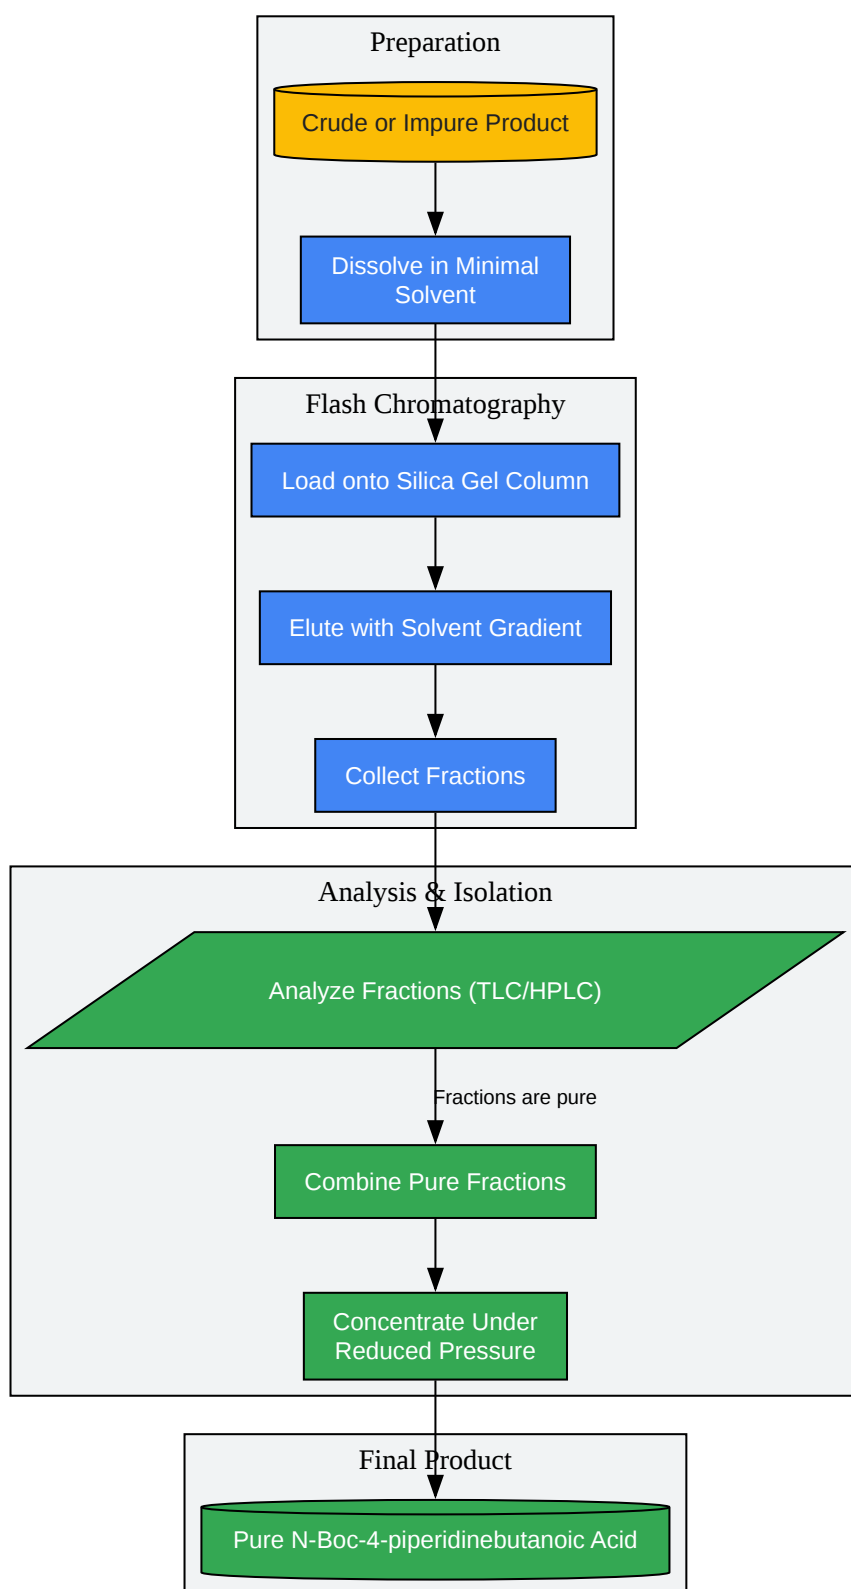 Preparation
Crude or Impure Product
Dissolve in Minimal
Solvent
Flash Chromatography
Load onto Silica Gel Column
Elute with Solvent Gradient
Collect Fractions
Analysis & Isolation
Analyze Fractions (TLC/HPLC)
Fractions are pure
Combine Pure Fractions
Concentrate Under
Reduced Pressure
Final Product
Pure N-Boc-4-piperidinebutanoic Acid